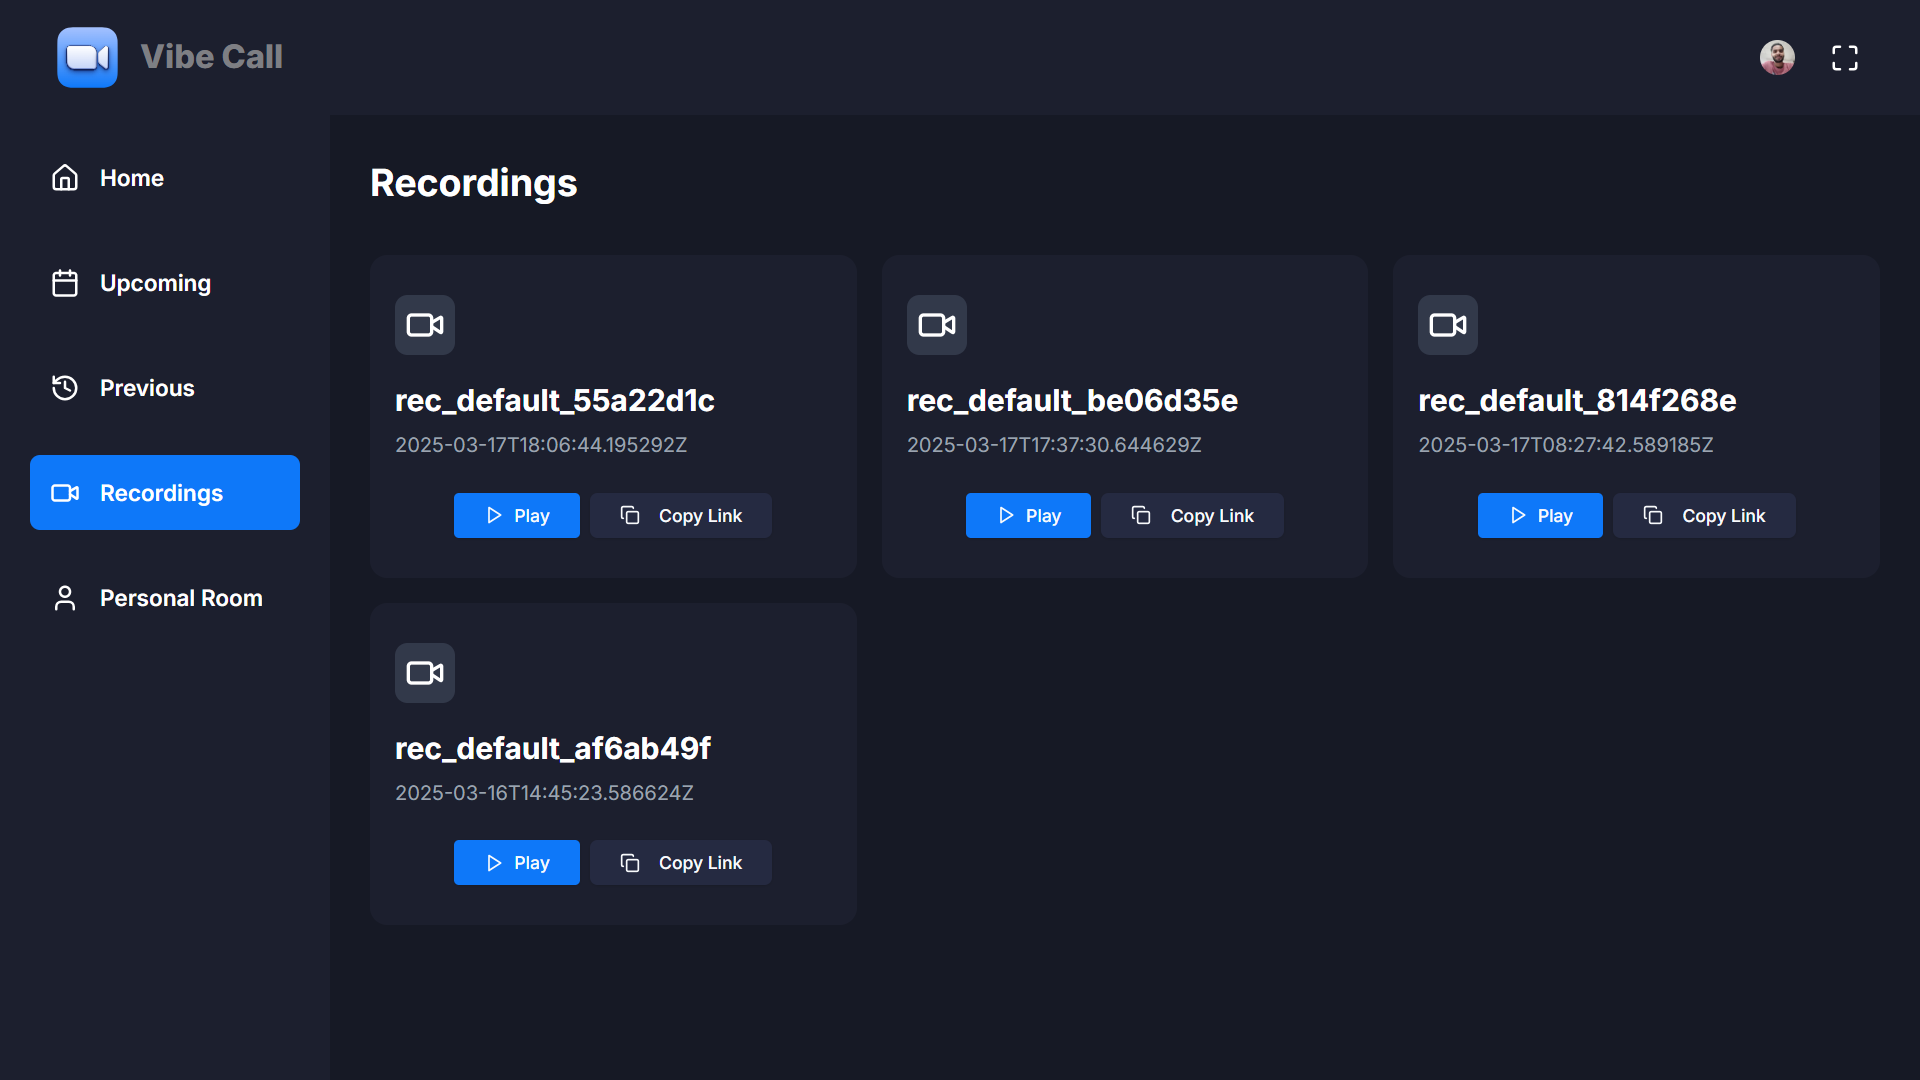 Vibe Call
Home
Upcoming
Previous
Recordings
Personal Room
Recordings
rec_default_55a22d1c
2025-03-17T18:06:44.195292Z
Play
Copy Link
rec_default_be06d35e
2025-03-17T17:37:30.644629Z
Play
Copy Link
rec_default_814f268e
2025-03-17T08:27:42.589185Z
Play
Copy Link
rec_default_af6ab49f
2025-03-16T14:45:23.586624Z
Play
Copy Link